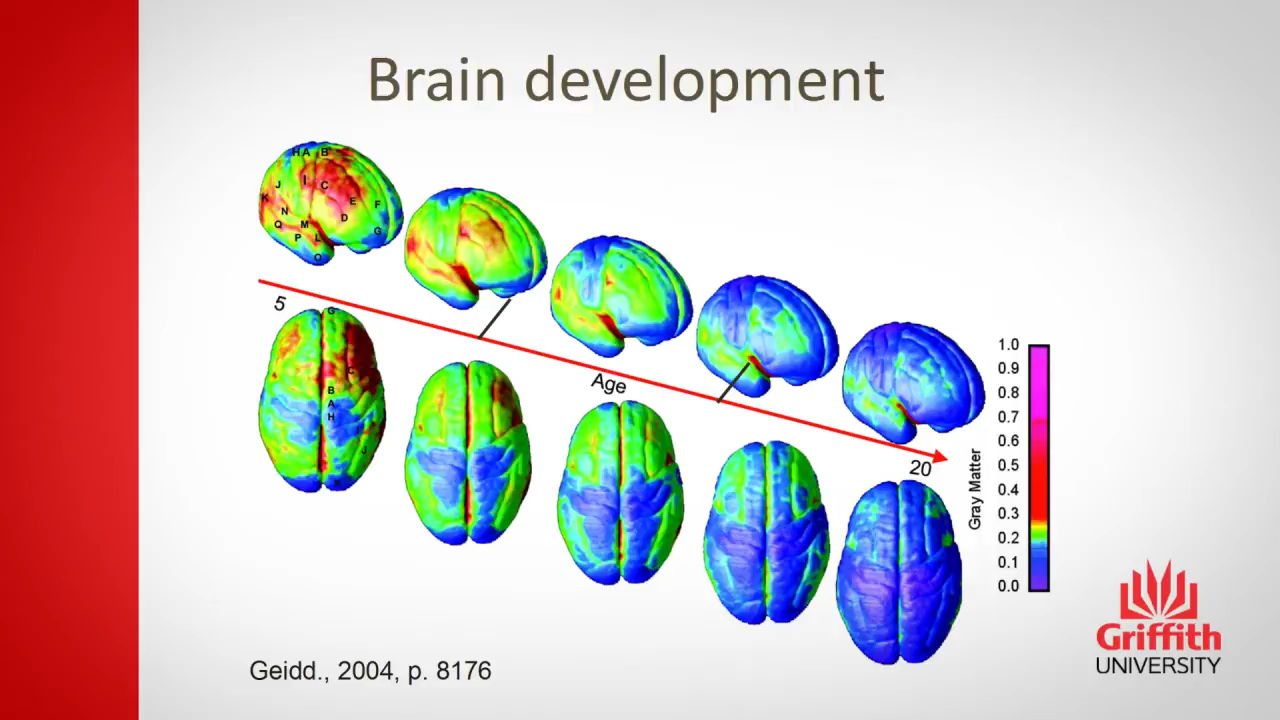 Brain development
H A B
I
J C
K E F
N D
Q M
P L G
O
5
G
C
B
A
H
J
Age
20
Gray Matter
1.0
0.9
0.8
0.7
0.6
0.5
0.4
0.3
0.2
0.1
0.0
Griffith
UNIVERSITY
Geidd., 2004, p. 8176